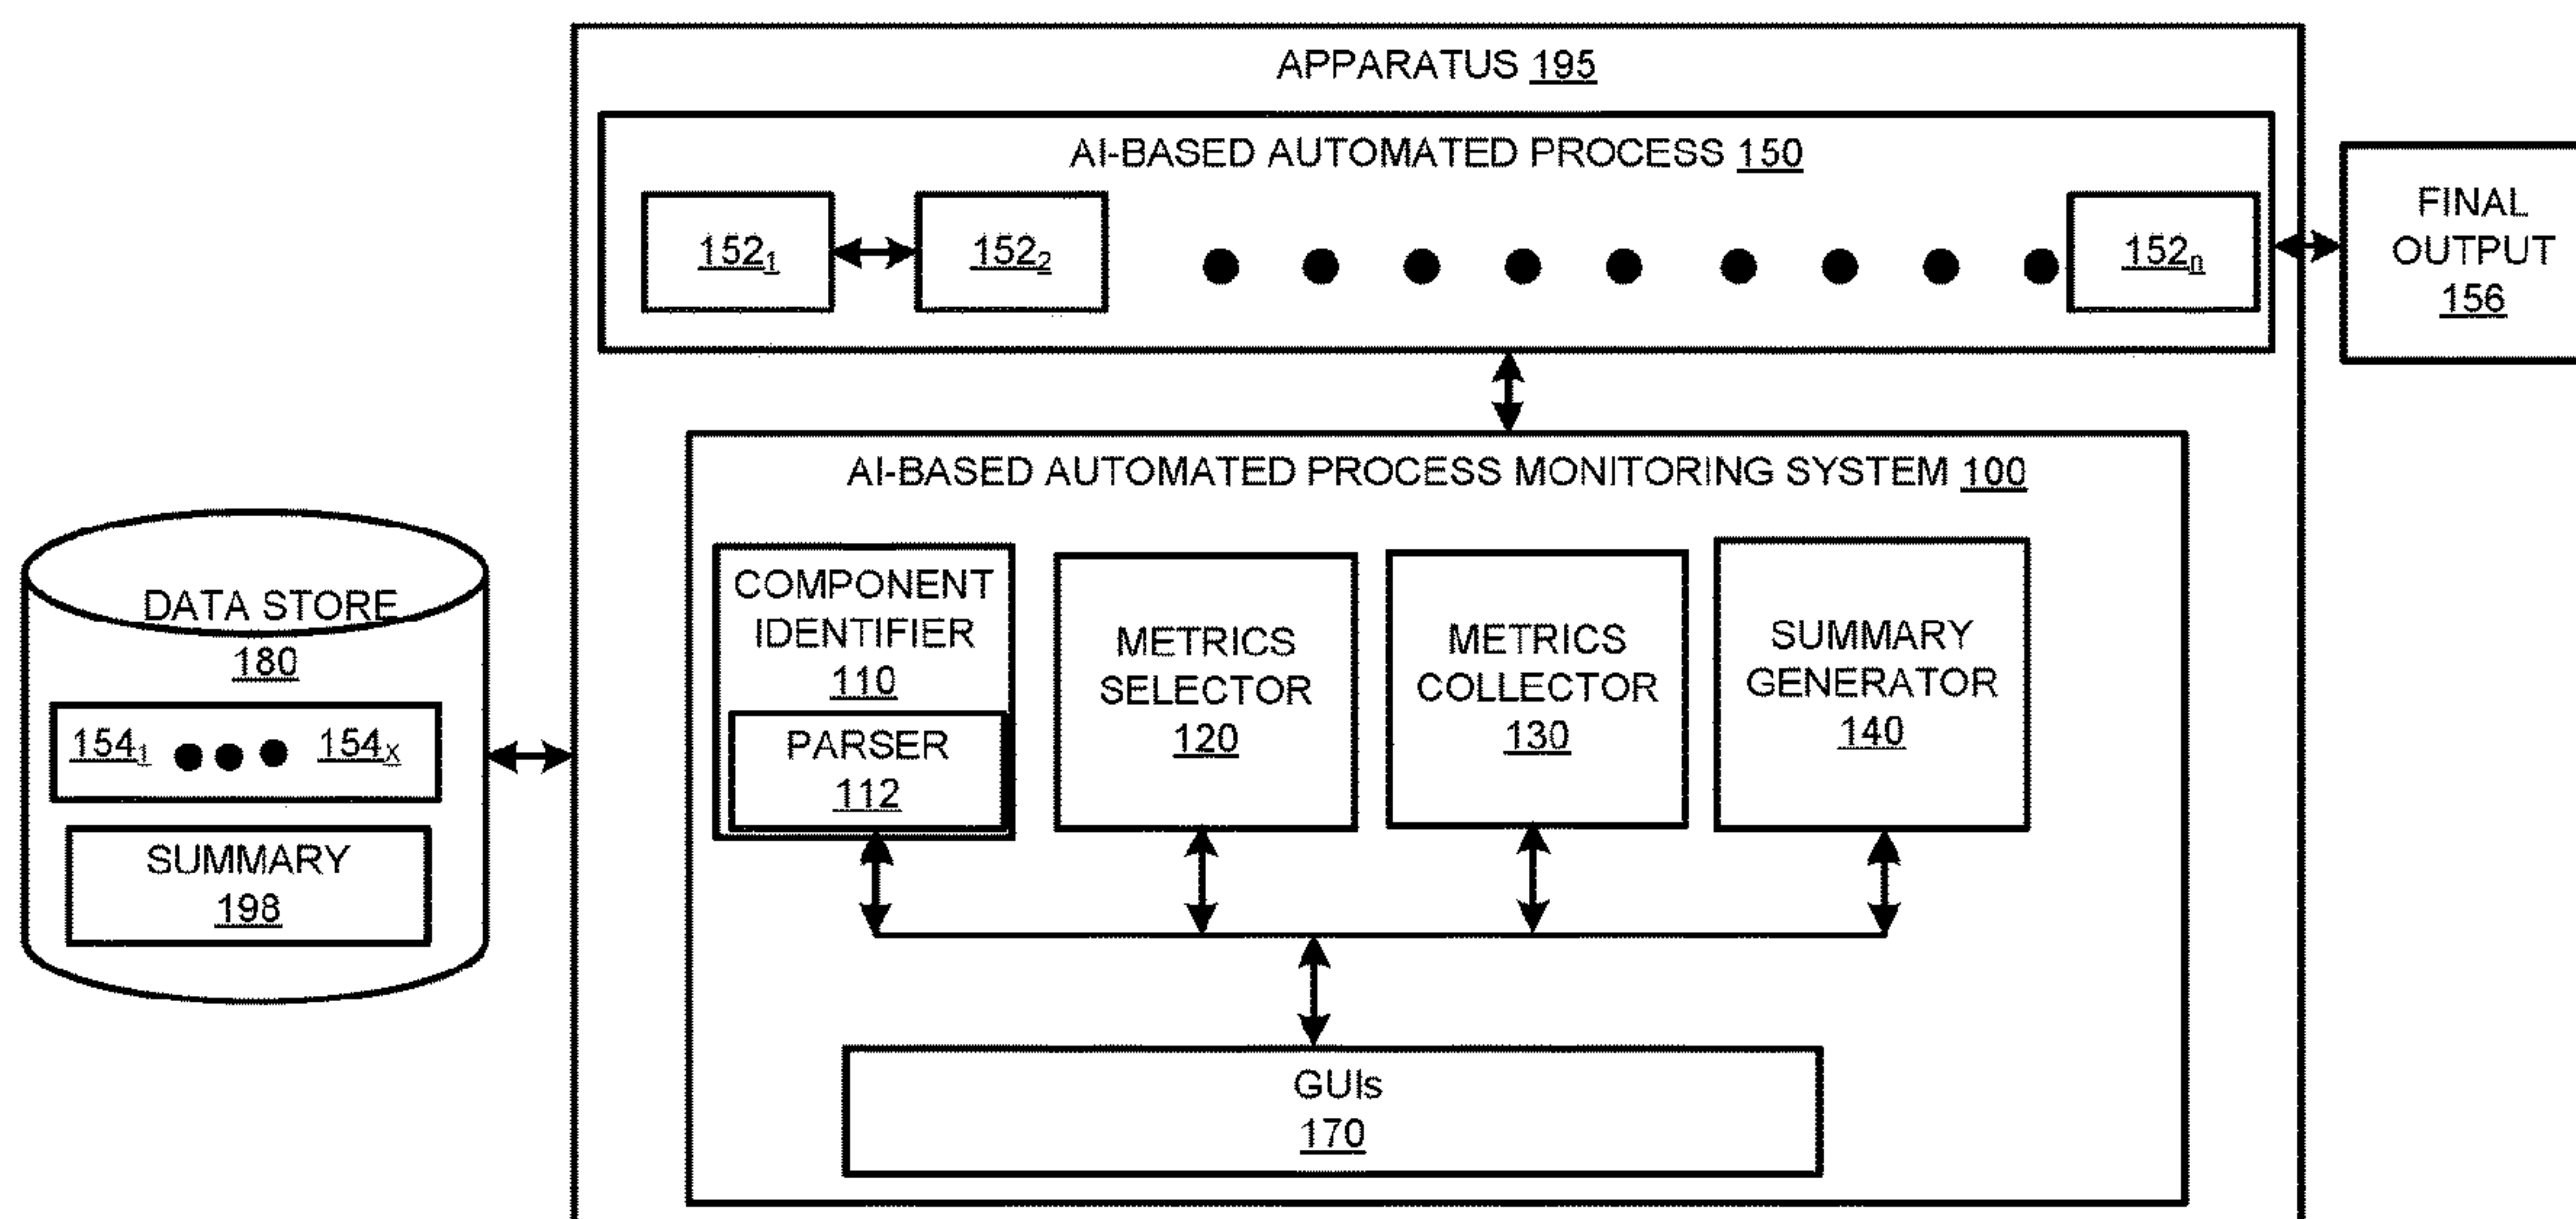 APPARATUS 195
AI-BASED AUTOMATED PROCESS 150
152₁
152₂
152ₙ
FINAL
OUTPUT
156
AI-BASED AUTOMATED PROCESS MONITORING SYSTEM 100
COMPONENT
IDENTIFIER
110
PARSER
112
METRICS
SELECTOR
120
METRICS
COLLECTOR
130
SUMMARY
GENERATOR
140
DATA STORE
180
154₁ ●●● 154ₓ
SUMMARY
198
GUIs
170